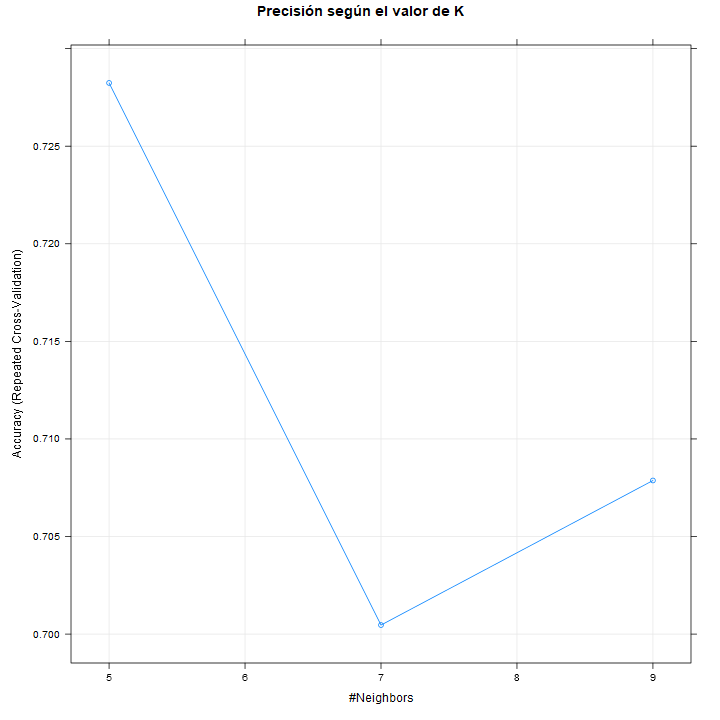 Precisión según el valor de K
0.725
0.720
0.715
0.710
0.705
0.700
Accuracy (Repeated Cross-Validation)
5 6 7 8 9
#Neighbors